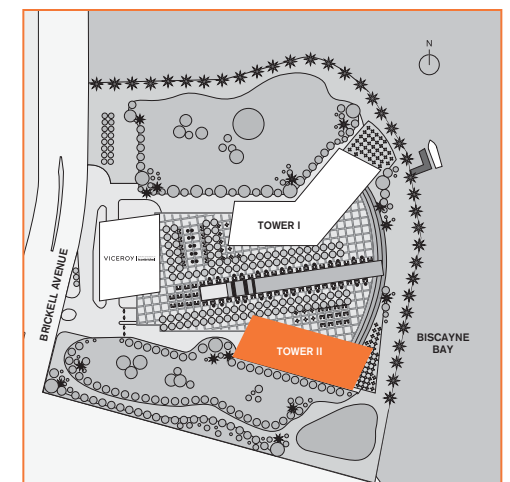 N
TOWER I
VICEROY
BRICKELL AVENUE
TOWER II
BISCAYNE
BAY